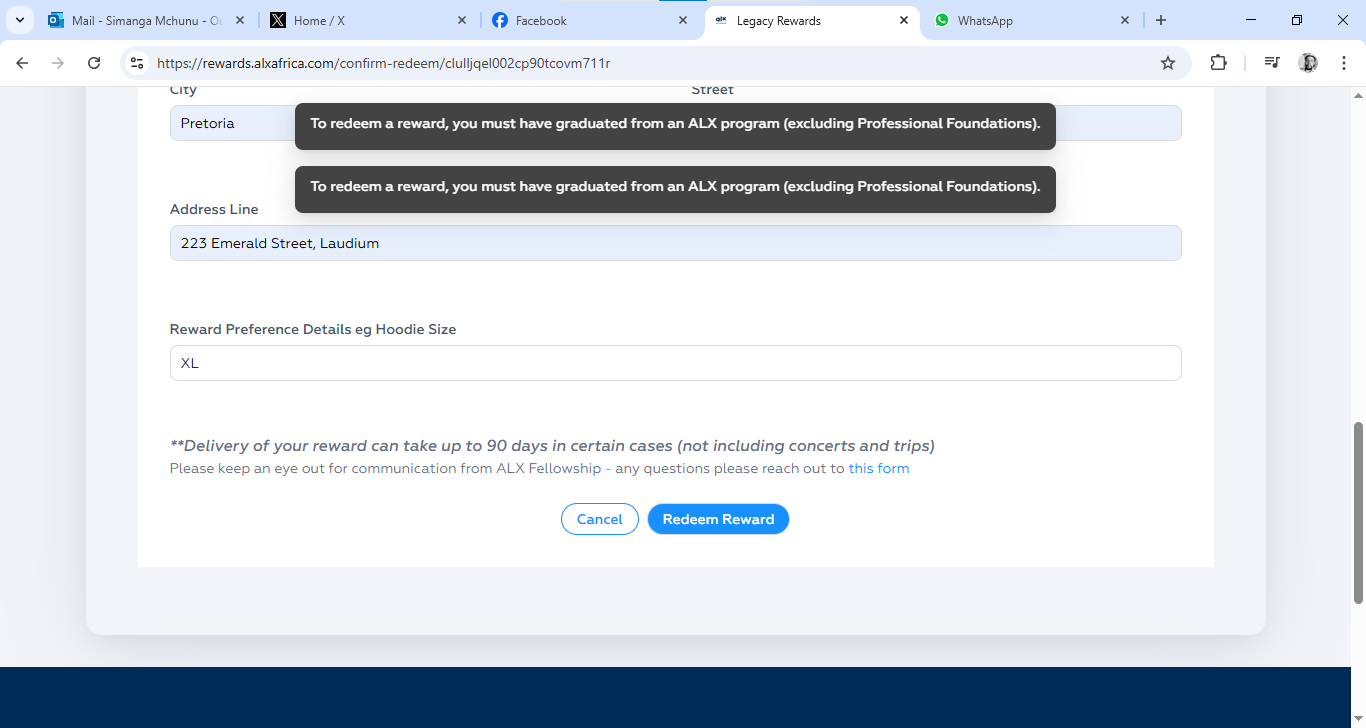 Mail - Simanga Mchunu - Ou
Home / X
Facebook
alx
Legacy Rewards
WhatsApp
https://rewards.alxafrica.com/confirm-redeem/clulljqel002cp90tcovm711r
City
Street
Pretoria
To redeem a reward, you must have graduated from an ALX program (excluding Professional Foundations).
To redeem a reward, you must have graduated from an ALX program (excluding Professional Foundations).
Address Line
223 Emerald Street, Laudium
Reward Preference Details eg Hoodie Size
XL
**Delivery of your reward can take up to 90 days in certain cases (not including concerts and trips)
Please keep an eye out for communication from ALX Fellowship - any questions please reach out to this form
Cancel
Redeem Reward